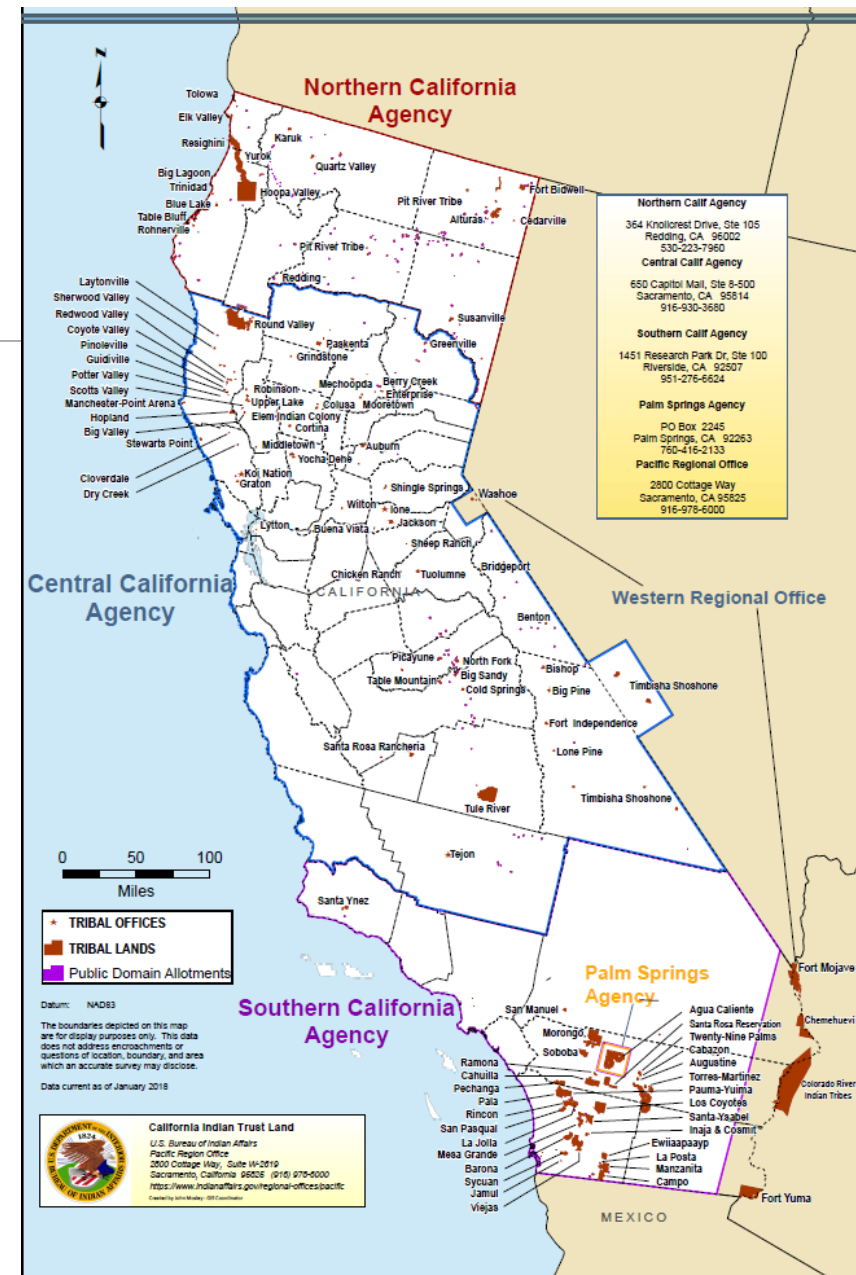 N
Northern California
Agency
Tolowa
Elk Valley
Resighini
Yurok
Karuk
Quartz Valley
Big Lagoon
Trinidad
Blue Lake
Table Bluff
Rohnerville
Hoopa Valley
Pit River Tribe
Alturas
Fort Bidwell
Cedarville
Pit River Tribe
Redding
Susanville
Northern Calif Agency
364 Knollcrest Drive, Ste 105
Redding, CA 96002
530-223-7960
Central Calif Agency
650 Capitol Mall, Ste 8-500
Sacramento, CA 95814
916-930-3680
Southern Calif Agency
1451 Research Park Dr, Ste 100
Riverside, CA 92507
951-276-6624
Palm Springs Agency
PO Box 2245
Palm Springs, CA 92263
760-416-2133
Pacific Regional Office
2800 Cottage Way
Sacramento, CA 95825
916-978-6000
Laytonville
Sherwood Valley
Redwood Valley
Coyote Valley
Pinoleville
Guidiville
Potter Valley
Scotts Valley
Manchester-Point Arena
Hopland
Big Valley
Stewarts Point
Cloverdale
Dry Creek
Round Valley
Paskenta
Grindstone
Greenville
Robinson
Mechoopda
Berry Creek
Enterprise
Upper Lake
Colusa
Mooretown
Elem Indian Colony
Cortina
Middletown
Auburn
Yocha Dehe
Koi Nation
Graton
Shingle Springs
Washoe
Wilton
Ione
Lytton
Buena Vista
Jackson
Sheep Ranch
Bridgeport
Central California
Agency
Chicken Ranch
Tuolumne
CALIFORNIA
Western Regional Office
Benton
Picayune
North Fork
Big Sandy
Table Mountain
Cold Springs
Bishop
Big Pine
Timbisha Shoshone
Fort Independence
Santa Rosa Rancheria
Lone Pine
Tule River
Timbisha Shoshone
Tejon
0 50 100
Miles
Santa Ynez
TRIBAL OFFICES
TRIBAL LANDS
Public Domain Allotments
Datum: NAD83
The boundaries depicted on this map
are for display purposes only. This data
does not address encroachments or
questions of location, boundary, and area
which an accurate survey may disclose.
Data current as of January 2018
Southern California
Agency
Palm Springs
Agency
San Manuel
Morongo
Soboba
Ramona
Cahuilla
Pechanga
Pala
Rincon
San Pasqual
La Jolla
Mesa Grande
Barona
Sycuan
Jamul
Viejas
Agua Caliente
Santa Rosa Reservation
Twenty-Nine Palms
Cabazon
Augustine
Torres-Martinez
Pauma-Yuima
Los Coyotes
Santa Ysabel
Inaja & Cosmit
Ewiiaapaayp
La Posta
Manzanita
Campo
Fort Mojave
Chemehuevi
Colorado River
Indian Tribes
Fort Yuma
MEXICO
California Indian Trust Land
U.S. Bureau of Indian Affairs
Pacific Region Office
2800 Cottage Way, Suite W-2819
Sacramento, California 95825 (916) 978-6000
https://www.indianaffairs.gov/regional-offices/pacific
U.S. DEPARTMENT OF THE INTERIOR
1824
BUREAU OF INDIAN AFFAIRS